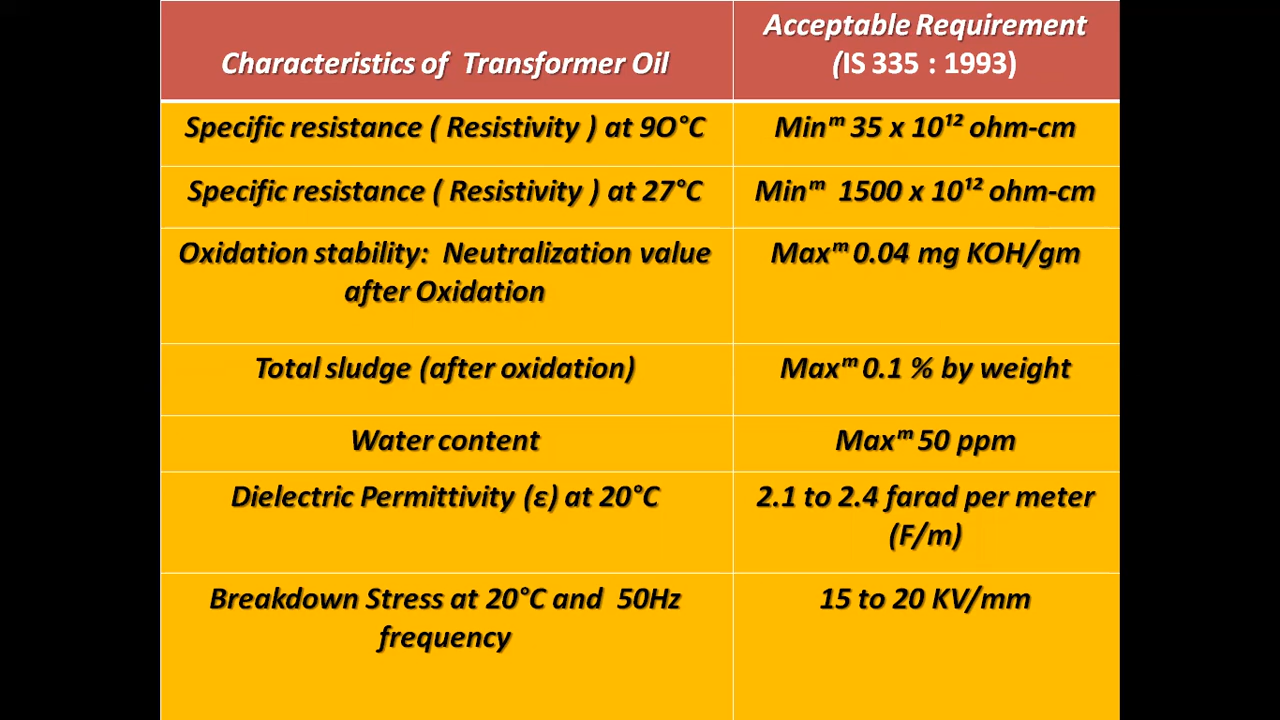 Characteristics of Transformer Oil
Acceptable Requirement
(IS 335 : 1993)
Specific resistance ( Resistivity ) at 9O°C
Minᵐ 35 x 10¹² ohm-cm
Specific resistance ( Resistivity ) at 27°C
Minᵐ 1500 x 10¹² ohm-cm
Oxidation stability: Neutralization value
after Oxidation
Maxᵐ 0.04 mg KOH/gm
Total sludge (after oxidation)
Maxᵐ 0.1 % by weight
Water content
Maxᵐ 50 ppm
Dielectric Permittivity (ε) at 20°C
2.1 to 2.4 farad per meter
(F/m)
Breakdown Stress at 20°C and 50Hz
frequency
15 to 20 KV/mm